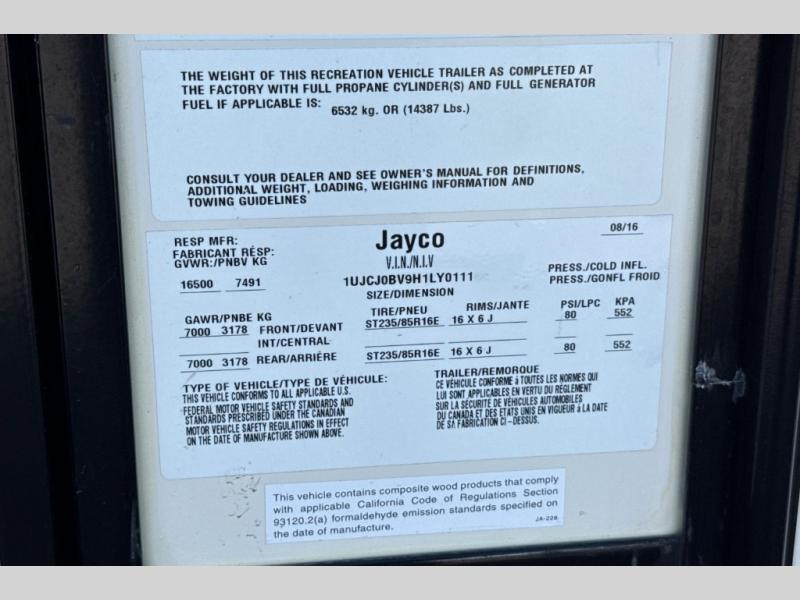 THE WEIGHT OF THIS RECREATION VEHICLE TRAILER AS COMPLETED AT
THE FACTORY WITH FULL PROPANE CYLINDER(S) AND FULL GENERATOR
FUEL IF APPLICABLE IS: 6532 kg. OR (14387 Lbs.)
CONSULT YOUR DEALER AND SEE OWNER'S MANUAL FOR DEFINITIONS,
ADDITIONAL WEIGHT, LOADING, WEIGHING INFORMATION AND
TOWING GUIDELINES
08/16
RESP MFR: Jayco
FABRICANT RÉSP:
GVWR:/PNBV KG V.I.N./N.I.V
16500 7491 1UJCJ0BV9H1LY0111 PRESS./COLD INFL.
SIZE/DIMENSION PRESS./GONFL FROID
GAWR/PNBE KG TIRE/PNEU RIMS/JANTE PSI/LPC KPA
7000 3178 FRONT/DEVANT ST235/85R16E 16 X 6 J 80 552
INT/CENTRAL
7000 3178 REAR/ARRIÈRE ST235/85R16E 16 X 6 J 80 552
TYPE OF VEHICLE/TYPE DE VÉHICULE: TRAILER/REMORQUE
THIS VEHICLE CONFORMS TO ALL APPLICABLE U.S.
FEDERAL MOTOR VEHICLE SAFETY STANDARDS AND
STANDARDS PRESCRIBED UNDER THE CANADIAN
MOTOR VEHICLE SAFETY REGULATIONS IN EFFECT
ON THE DATE OF MANUFACTURE SHOWN ABOVE.
CE VÉHICULE CONFORME à TOUTES LES NORMES QUI
LUI SONT APPLICABLES EN VERTU DU RÈGLEMENT
SUR LA SÉCURITÉ DE VÉHICULES AUTOMOBILES
DU CANADA ET DES ÉTATS UNIS EN VIGUEUR à LA DATE
DE SA FABRICATION CI-DESSUS.
This vehicle contains composite wood products that comply
with applicable California Code of Regulations Section
93120.2(a) formaldehyde emission standards specified on
the date of manufacture.
JA-228